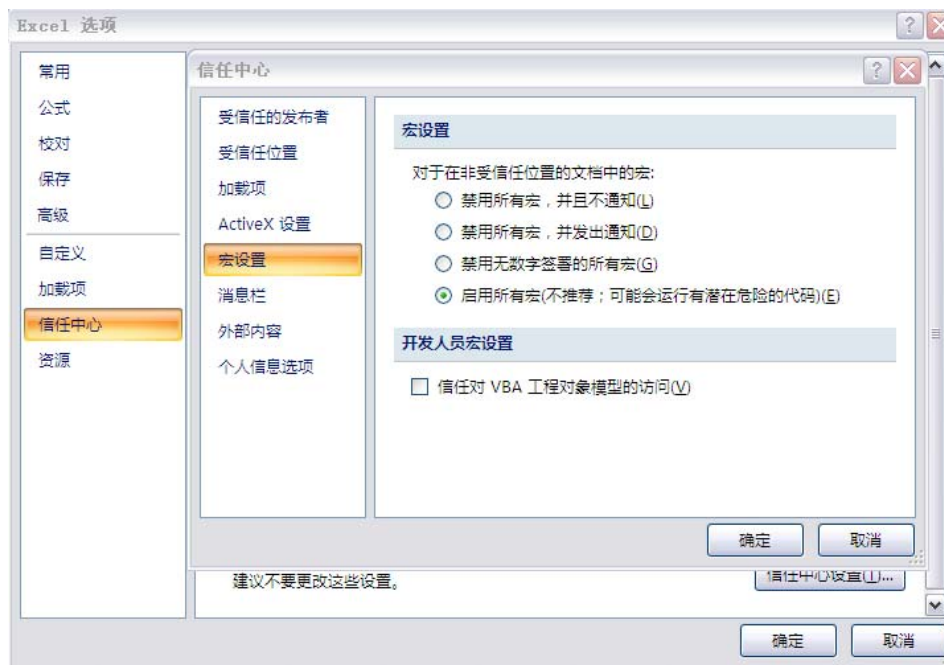 Excel 选项
常用
公式
校对
保存
高级
自定义
加载项
信任中心
资源
信任中心
受信任的发布者
受信任位置
加载项
ActiveX 设置
宏设置
消息栏
外部内容
个人信息选项
宏设置
对于在非受信任位置的文档中的宏:
禁用所有宏，并且不通知(L)
禁用所有宏，并发出通知(D)
禁用无数字签署的所有宏(G)
启用所有宏(不推荐；可能会运行有潜在危险的代码)(E)
开发人员宏设置
信任对 VBA 工程对象模型的访问(V)
确定
取消
建议不要更改这些设置。
信任中心设置(T)...
确定
取消